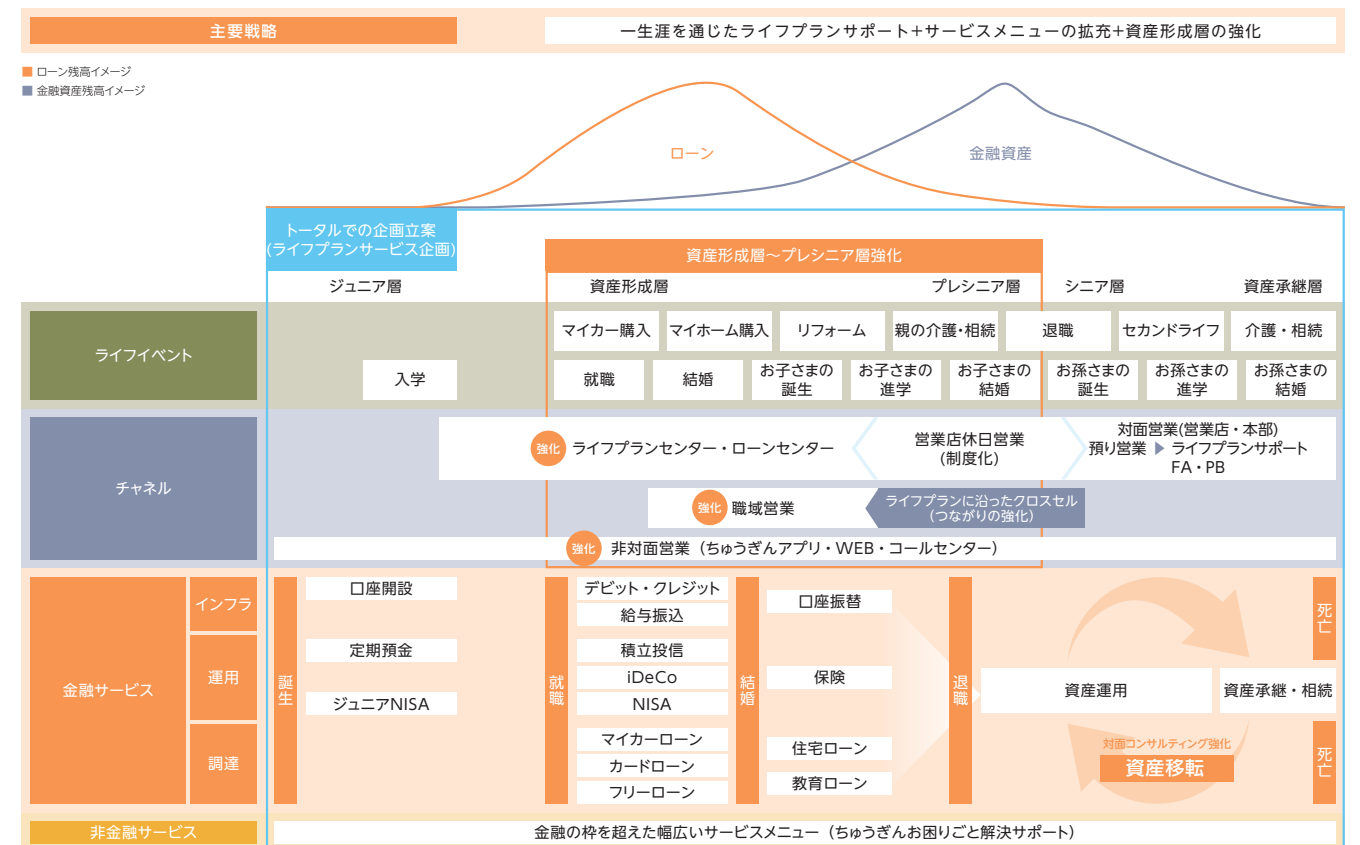 主要戦略
一生涯を通じたライフプランサポート+サービスメニューの拡充+資産形成層の強化
ローン残高イメージ
金融資産残高イメージ
ローン
金融資産
トータルでの企画立案
(ライフプランサービス企画)
資産形成層～プレシニア層強化
ジュニア層
資産形成層
プレシニア層
シニア層
資産承継層
ライフイベント
マイカー購入
マイホーム購入
リフォーム
親の介護・相続
退職
セカンドライフ
介護・相続
入学
就職
結婚
お子さまの
誕生
お子さまの
進学
お子さまの
結婚
お孫さまの
誕生
お孫さまの
進学
お孫さまの
結婚
チャネル
強化
ライフプランセンター・ローンセンター
営業店休日営業
(制度化)
対面営業(営業店・本部)
預り営業 ▶ ライフプランサポート
FA・PB
強化
職域営業
ライフプランに沿ったクロスセル
(つながりの強化)
強化
非対面営業（ちゅうぎんアプリ・WEB・コールセンター）
金融サービス
インフラ
運用
調達
誕生
口座開設
定期預金
ジュニアNISA
就職
デビット・クレジット
給与振込
積立投信
iDeCo
NISA
マイカーローン
カードローン
フリーローン
結婚
口座振替
保険
住宅ローン
教育ローン
退職
資産運用
資産承継・相続
対面コンサルティング強化
資産移転
死亡
死亡
非金融サービス
金融の枠を超えた幅広いサービスメニュー（ちゅうぎんお困りごと解決サポート）